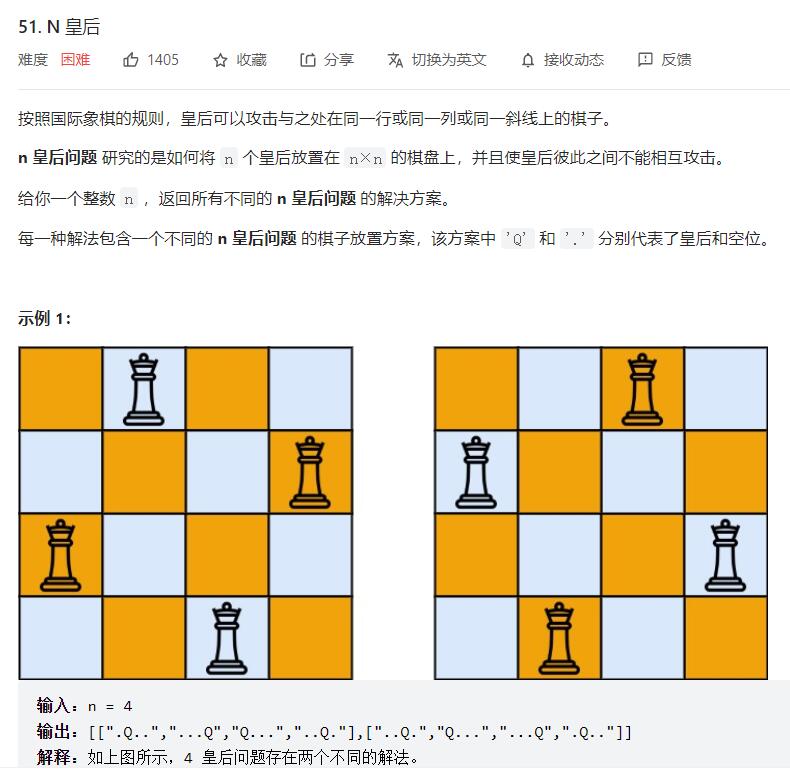 51. N 皇后
难度 困难 1405 收藏 分享 切换为英文 接收动态 反馈
按照国际象棋的规则，皇后可以攻击与之处在同一行或同一列或同一斜线上的棋子。
n 皇后问题 研究的是如何将 n 个皇后放置在 n×n 的棋盘上，并且使皇后彼此之间不能相互攻击。
给你一个整数 n ，返回所有不同的 n 皇后问题 的解决方案。
每一种解法包含一个不同的 n 皇后问题 的棋子放置方案，该方案中 'Q' 和 '.' 分别代表了皇后和空位。
示例 1：
输入：n = 4
输出：[[".Q..","...Q","Q...","..Q."],["..Q.","Q...","...Q",".Q.."]]
解释：如上图所示，4 皇后问题存在两个不同的解法。